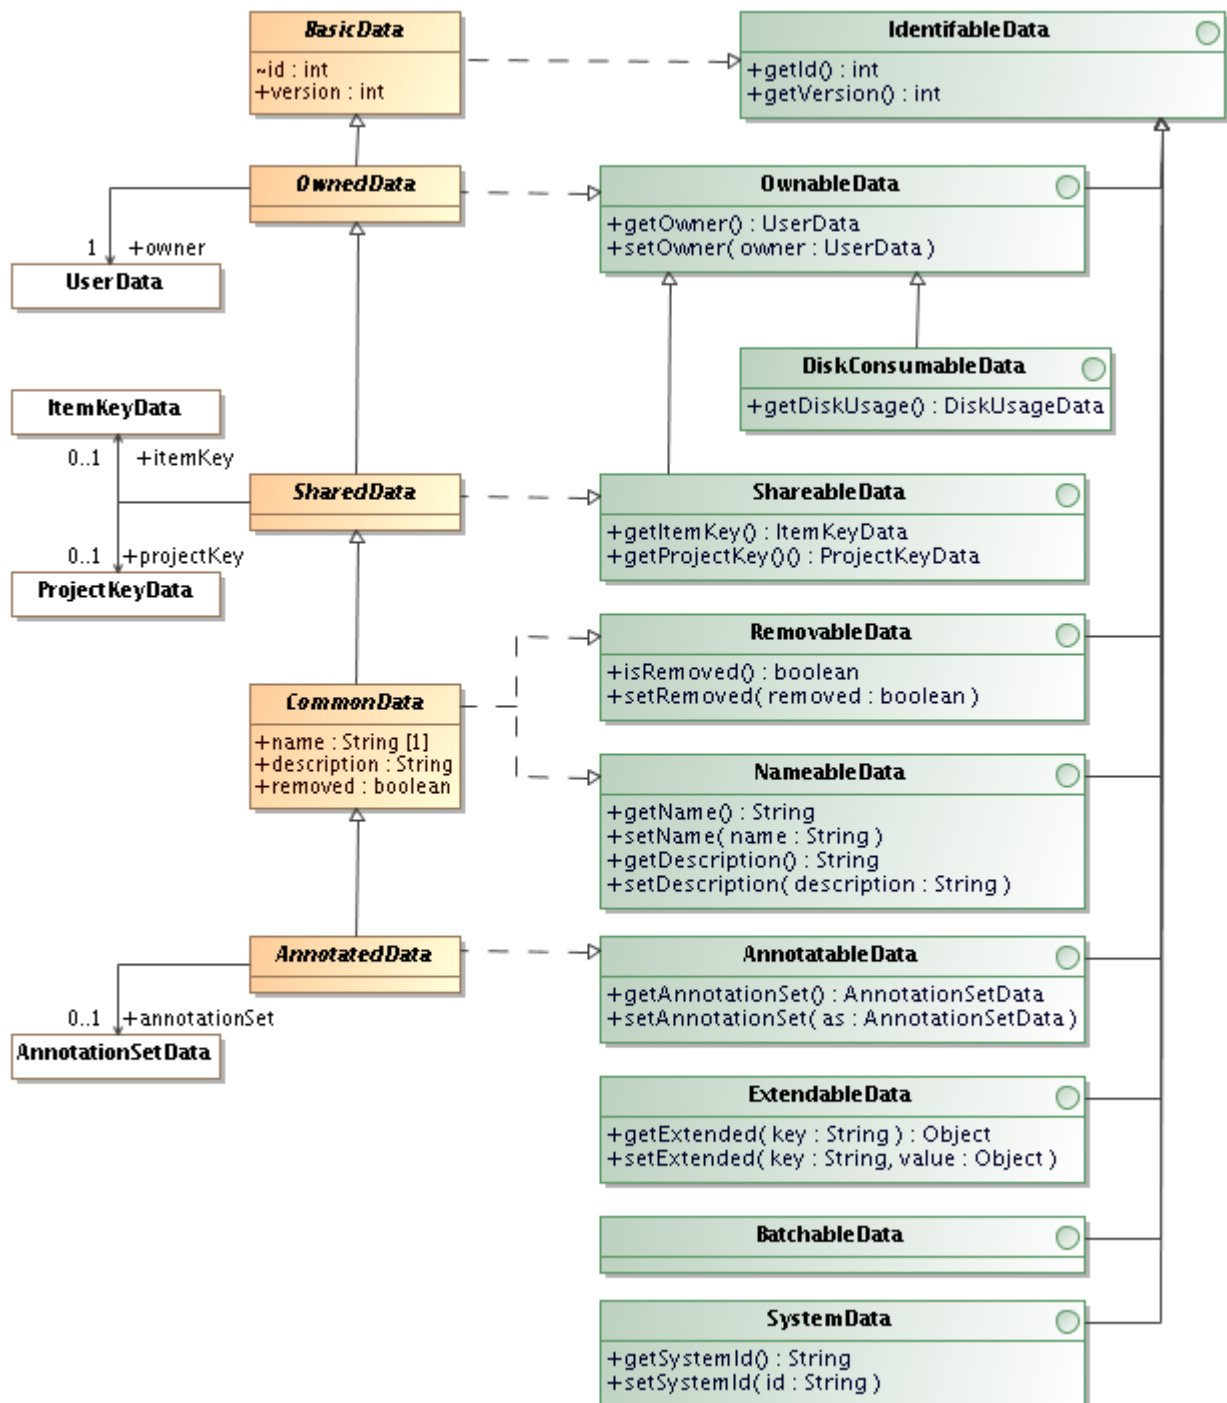 BasicData
~id : int
+version : int
IdentifableData
+getId() : int
+getVersion() : int
OwnedData
1 +owner
UserData
OwnableData
+getOwner() : UserData
+setOwner( owner : UserData )
DiskConsumableData
+getDiskUsage() : DiskUsageData
ItemKeyData
0..1 +itemKey
SharedData
0..1 +projectKey
ProjectKeyData
ShareableData
+getItemKey() : ItemKeyData
+getProjectKey()() : ProjectKeyData
RemovableData
+isRemoved() : boolean
+setRemoved( removed : boolean )
CommonData
+name : String [1]
+description : String
+removed : boolean
NameableData
+getName() : String
+setName( name : String )
+getDescription() : String
+setDescription( description : String )
AnnotatedData
0..1 +annotationSet
AnnotationSetData
AnnotatableData
+getAnnotationSet() : AnnotationSetData
+setAnnotationSet( as : AnnotationSetData )
ExtendableData
+getExtended( key : String ) : Object
+setExtended( key : String, value : Object )
BatchableData
SystemData
+getSystemId() : String
+setSystemId( id : String )